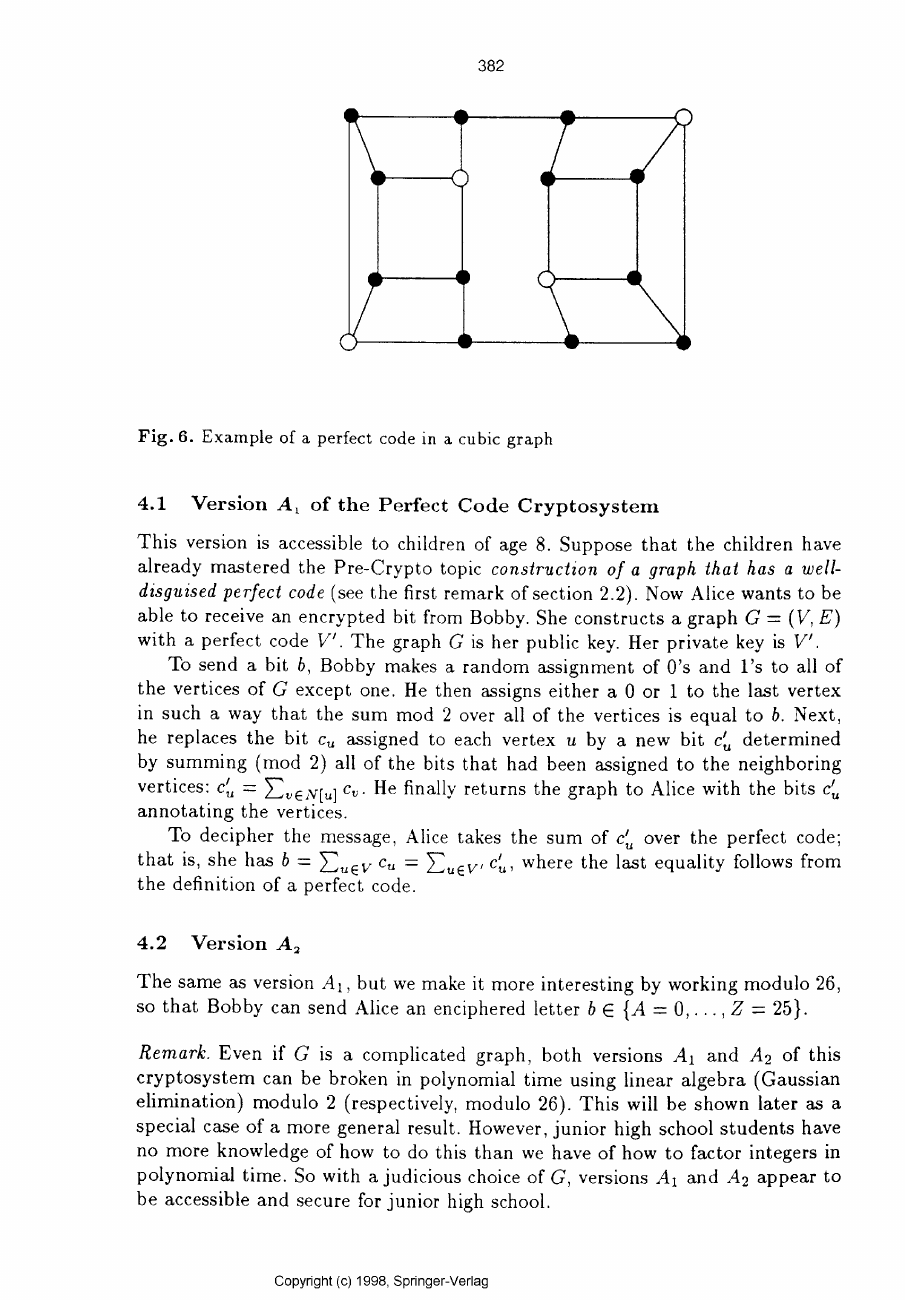 382
Fig. 6. Example of a perfect code in a cubic graph
4.1 Version A₁ of the Perfect Code Cryptosystem
This version is accessible to children of age 8. Suppose that the children have
already mastered the Pre-Crypto topic construction of a graph that has a well-
disguised perfect code (see the first remark of section 2.2). Now Alice wants to be
able to receive an encrypted bit from Bobby. She constructs a graph G = (V, E)
with a perfect code V′. The graph G is her public key. Her private key is V′.
To send a bit b, Bobby makes a random assignment of 0's and 1's to all of
the vertices of G except one. He then assigns either a 0 or 1 to the last vertex
in such a way that the sum mod 2 over all of the vertices is equal to b. Next,
he replaces the bit cᵤ assigned to each vertex u by a new bit c′ᵤ determined
by summing (mod 2) all of the bits that had been assigned to the neighboring
vertices: c′ᵤ = ∑_{v∈N[u]} cᵥ. He finally returns the graph to Alice with the bits c′ᵤ
annotating the vertices.
To decipher the message, Alice takes the sum of c′ᵤ over the perfect code;
that is, she has b = ∑_{u∈V} cᵤ = ∑_{u∈V′} c′ᵤ, where the last equality follows from
the definition of a perfect code.
4.2 Version A₂
The same as version A₁, but we make it more interesting by working modulo 26,
so that Bobby can send Alice an enciphered letter b ∈ {A = 0, . . . , Z = 25}.
Remark. Even if G is a complicated graph, both versions A₁ and A₂ of this
cryptosystem can be broken in polynomial time using linear algebra (Gaussian
elimination) modulo 2 (respectively, modulo 26). This will be shown later as a
special case of a more general result. However, junior high school students have
no more knowledge of how to do this than we have of how to factor integers in
polynomial time. So with a judicious choice of G, versions A₁ and A₂ appear to
be accessible and secure for junior high school.
Copyright (c) 1998, Springer-Verlag